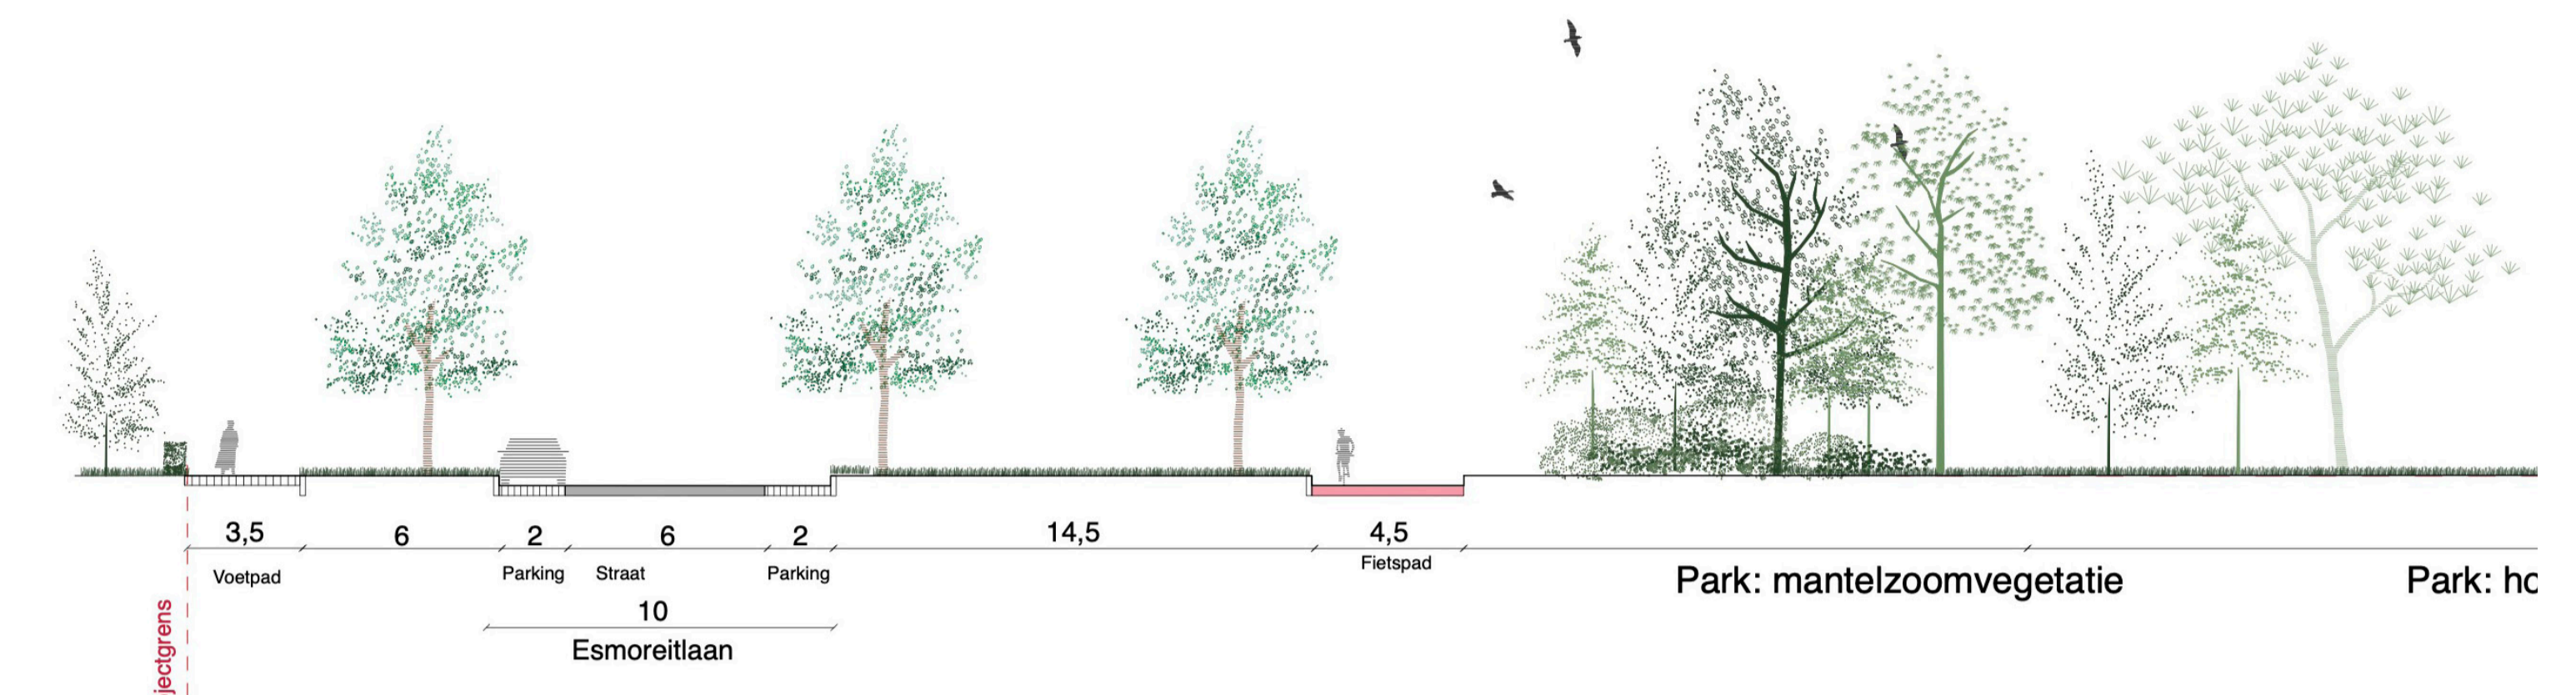 3,5 6 2 6 2 14,5 4,5
Voetpad Parking Straat Parking Fietspad
Park: mantelzoomvegetatie Park:
10
Esmoreitlaan
jectgrens